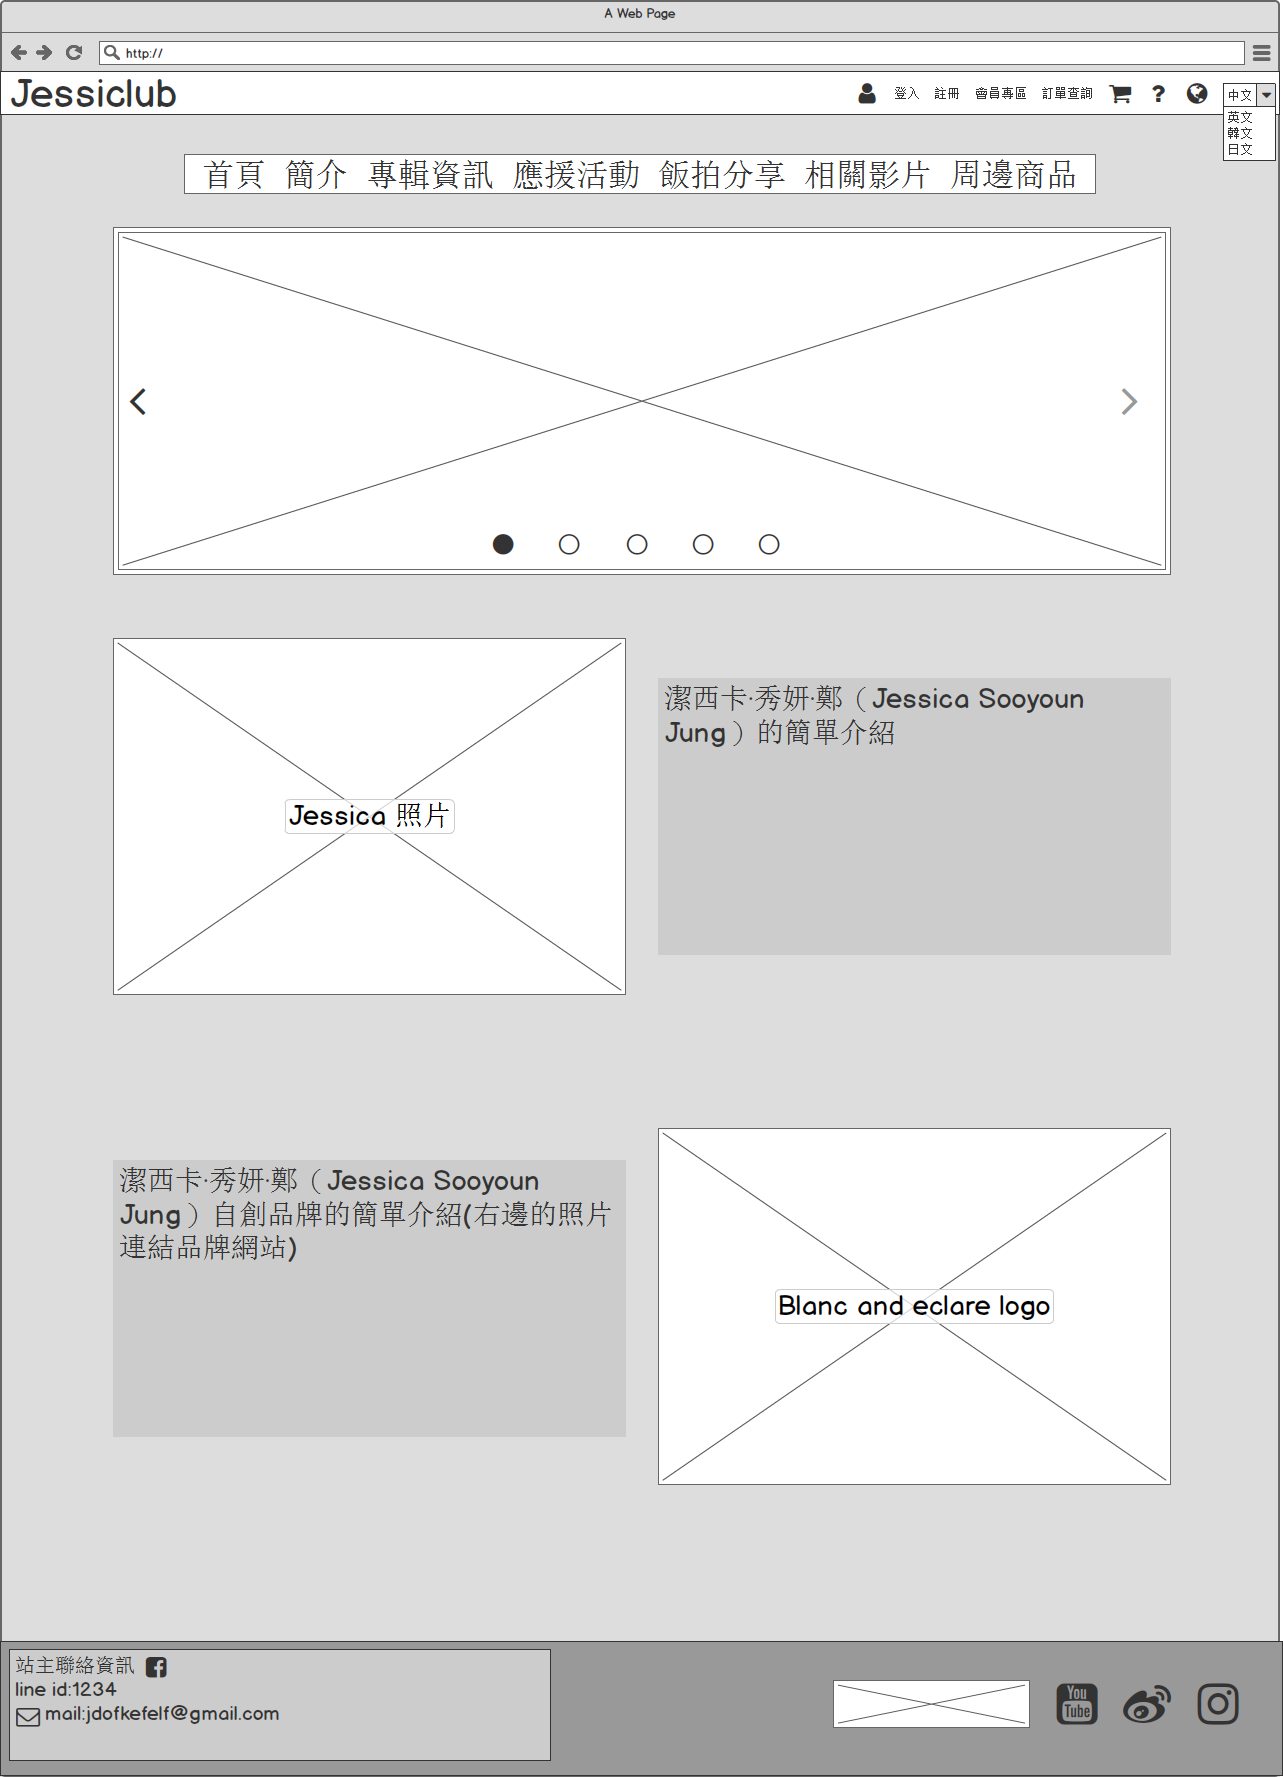 A Web Page
http://
Jessiclub
登入 註冊 會員專區 訂單查詢 ? 中文
英文
韓文
日文
首頁 簡介 專輯資訊 應援活動 飯拍分享 相關影片 周邊商品
潔西卡·秀妍·鄭（Jessica Sooyoun
Jung）的簡單介紹
Jessica 照片
潔西卡·秀妍·鄭（Jessica Sooyoun
Jung）自創品牌的簡單介紹(右邊的照片
連結品牌網站)
Blanc and eclare logo
站主聯絡資訊
line id:1234
mail:jdofkefelf@gmail.com
You
Tube